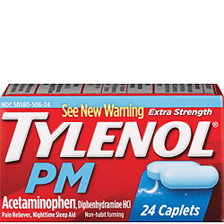 NDC 50580-506-24
See New Warning
Extra Strength
TYLENOL
PM
Acetaminophen, Diphenhydramine HCl
Pain Reliever, Nighttime Sleep Aid
Non-habit forming
24 Caplets